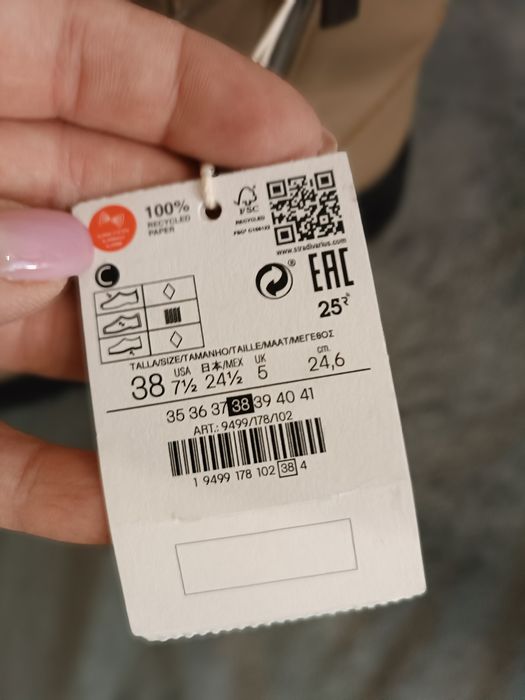 100%
RECYCLED
PAPER
FSC
RECYCLED
www.stradivarius.com
EAC
25
TALLA/SIZE/TAMANHO/TAILLE/MAAT/ΜΕΓΕΘΟΣ
38 USA 7½ 日本/MEX 24½ UK 5 cm. 24,6
35 36 37 38 39 40 41
ART.: 9499/178/102
1 9499 178 102 38 4